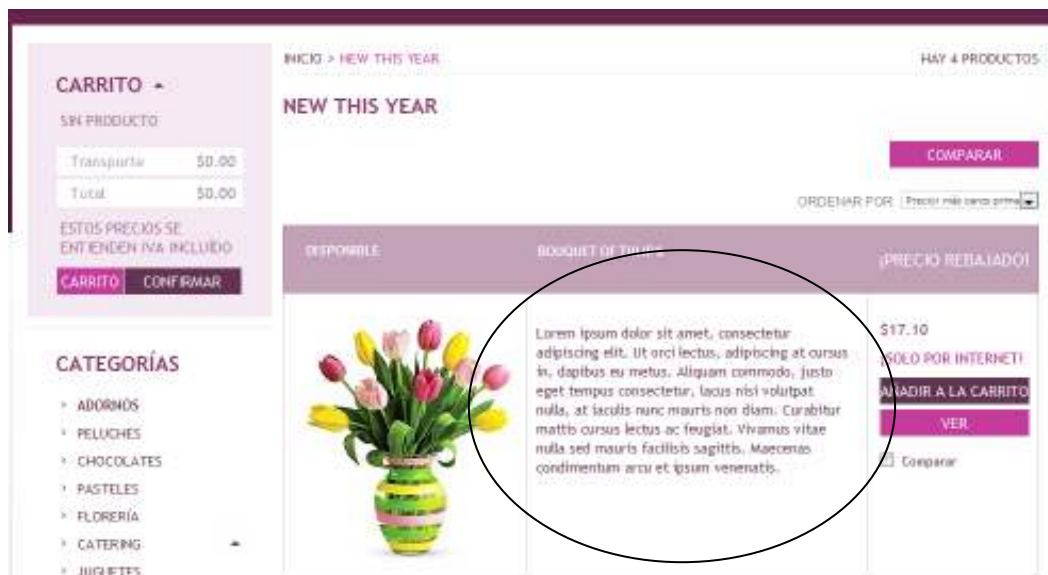 INICIO > NEW THIS YEAR
HAY 4 PRODUCTOS
CARRITO
SIN PRODUCTO
Transporte $0.00
Total $0.00
ESTOS PRECIOS SE
ENTIENDEN IVA INCLUÍDO
CARRITO CONFIRMAR
CATEGORÍAS
ADORNOS
PELUCHES
CHOCOLATES
PASTELES
FLORERÍA
CATERING
JUGUETES
NEW THIS YEAR
COMPARAR
ORDENAR POR Precio: más caros prime
DISPONIBLE
BOUQUET OF TULIPS
¡PRECIO REBAJADO!
Lorem ipsum dolor sit amet, consectetur
adipiscing elit. Ut orci lectus, adipiscing at cursus
in, dapibus eu metus. Aliquam commodo, justo
eget tempus consectetur, lacus nisi volutpat
nulla, at iaculis nunc mauris non diam. Curabitur
mattis cursus lectus ac feugiat. Vivamus vitae
nulla sed mauris facilisis sagittis. Maecenas
condimentum arcu et ipsum venenatis.
$17.10
¡SOLO POR INTERNET!
AÑADIR A LA CARRITO
VER
Comparar